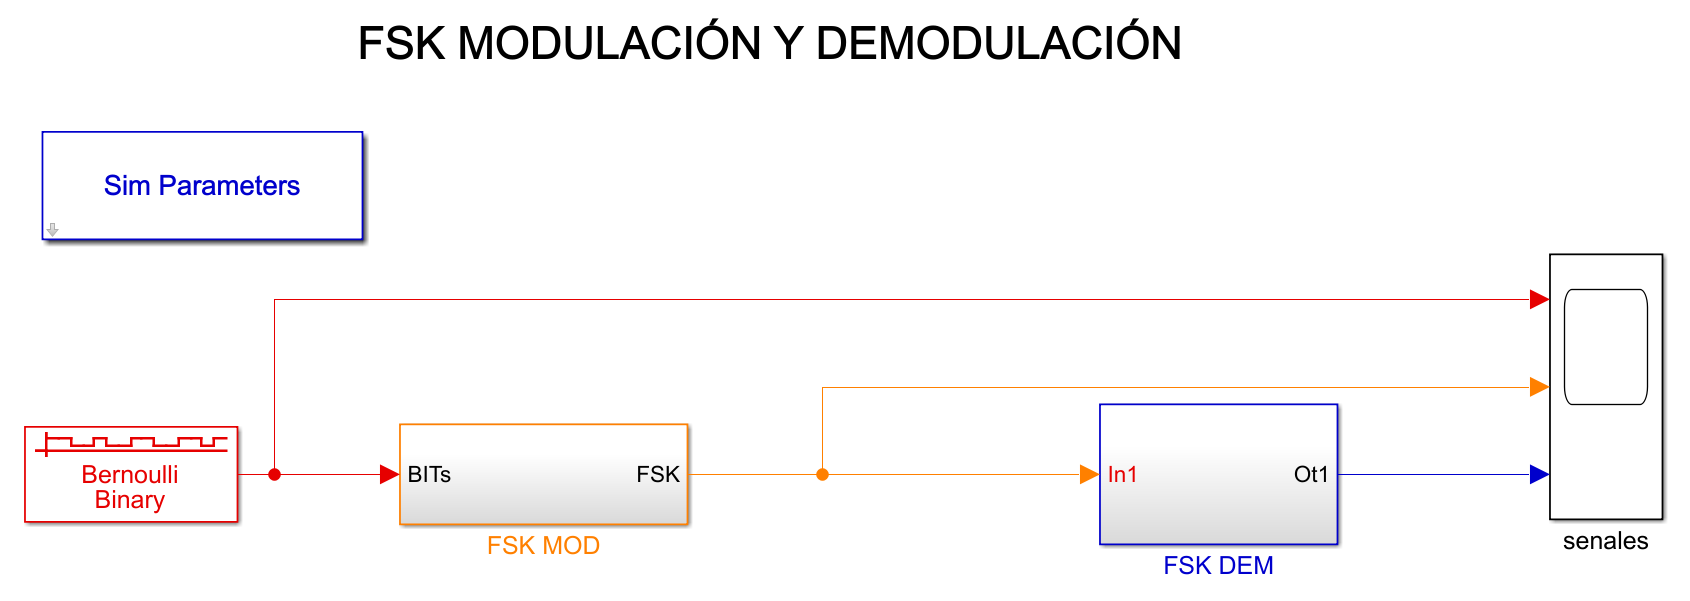 FSK MODULACIÓN Y DEMODULACIÓN
Sim Parameters
Bernoulli
Binary
BITs
FSK
FSK MOD
In1
Ot1
FSK DEM
senales